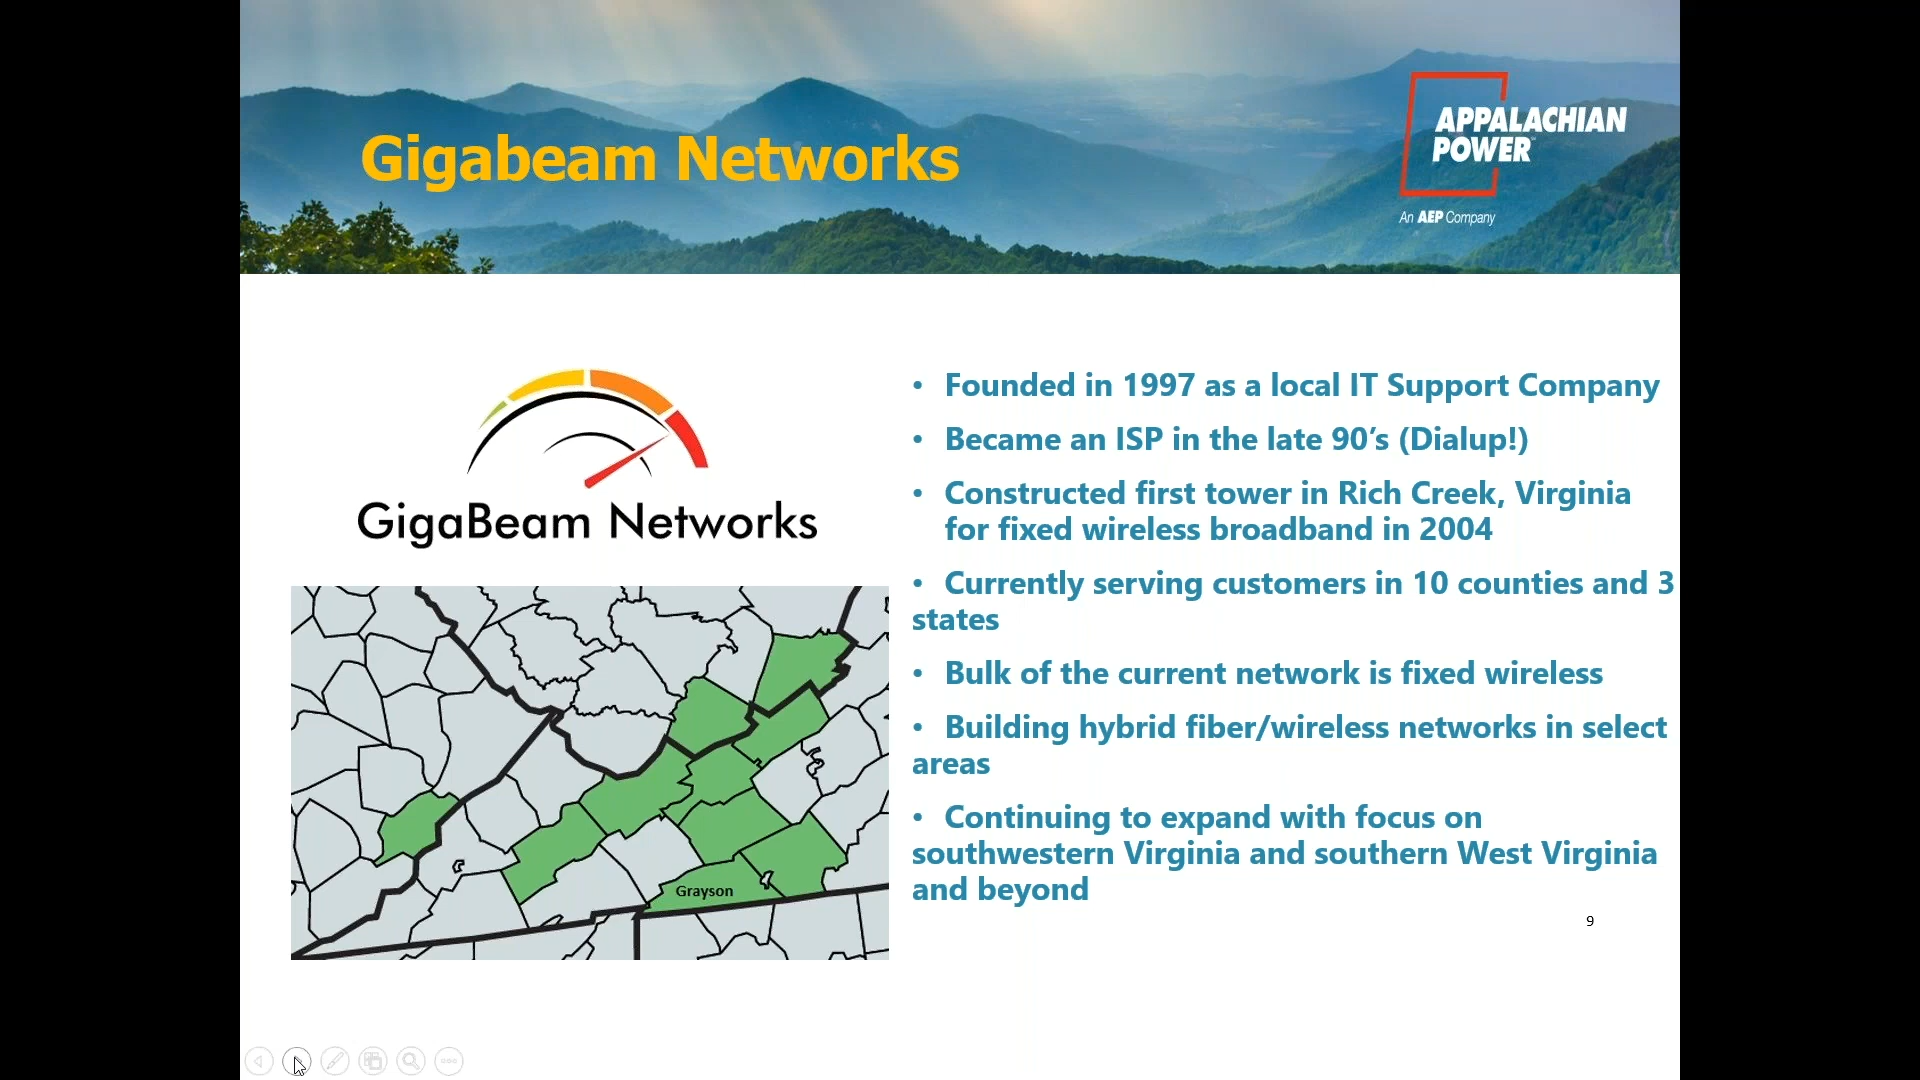 Gigabeam Networks
APPALACHIAN
POWER
An AEP Company
GigaBeam Networks
Grayson
• Founded in 1997 as a local IT Support Company
• Became an ISP in the late 90’s (Dialup!)
• Constructed first tower in Rich Creek, Virginia
for fixed wireless broadband in 2004
• Currently serving customers in 10 counties and 3
states
• Bulk of the current network is fixed wireless
• Building hybrid fiber/wireless networks in select
areas
• Continuing to expand with focus on
southwestern Virginia and southern West Virginia
and beyond
9